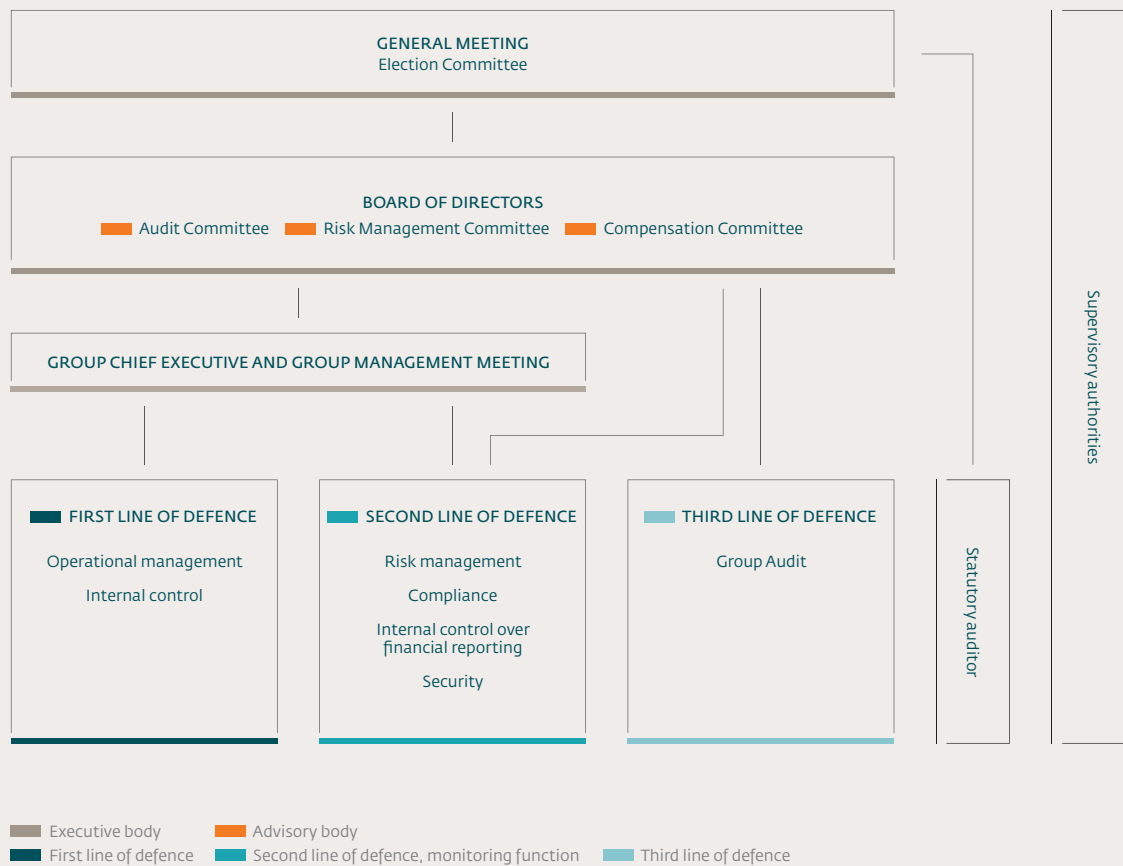 GENERAL MEETING
Election Committee
BOARD OF DIRECTORS
Audit Committee Risk Management Committee Compensation Committee
GROUP CHIEF EXECUTIVE AND GROUP MANAGEMENT MEETING
FIRST LINE OF DEFENCE
Operational management
Internal control
SECOND LINE OF DEFENCE
Risk management
Compliance
Internal control over
financial reporting
Security
THIRD LINE OF DEFENCE
Group Audit
Statutory auditor
Supervisory authorities
Executive body Advisory body
First line of defence Second line of defence, monitoring function Third line of defence